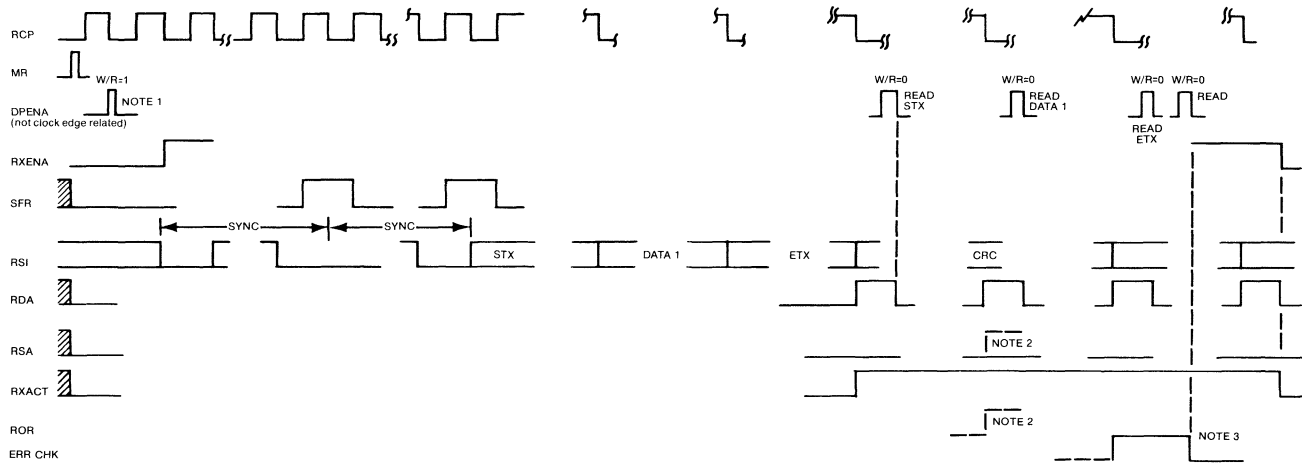 RCP
MR
W/R=1
NOTE 1
DPENA
(not clock edge related)
W/R=0
READ
STX
W/R=0
READ
DATA 1
W/R=0
READ
ETX
W/R=0
READ
RXENA
SFR
SYNC
SYNC
RSI
STX
DATA 1
ETX
CRC
RDA
RSA
NOTE 2
RXACT
ROR
NOTE 2
ERR CHK
NOTE 3